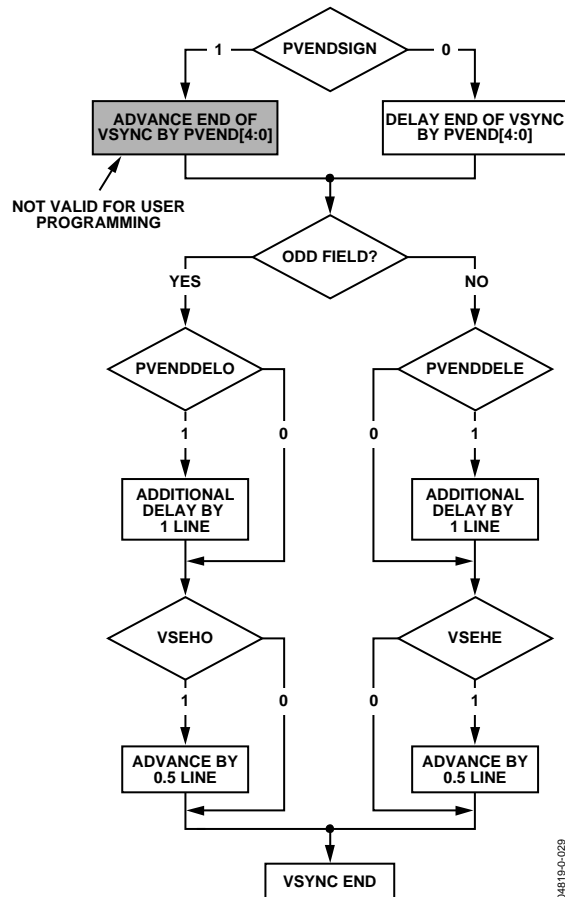 PVENDSIGN
1
0
ADVANCE END OF
VSYNC BY PVEND[4:0]
DELAY END OF VSYNC
BY PVEND[4:0]
NOT VALID FOR USER
PROGRAMMING
ODD FIELD?
YES
NO
PVENDDELO
PVENDDELE
1
0
0
1
ADDITIONAL
DELAY BY
1 LINE
ADDITIONAL
DELAY BY
1 LINE
VSEHO
VSEHE
1
0
0
1
ADVANCE BY
0.5 LINE
ADVANCE BY
0.5 LINE
VSYNC END
04819-0-029